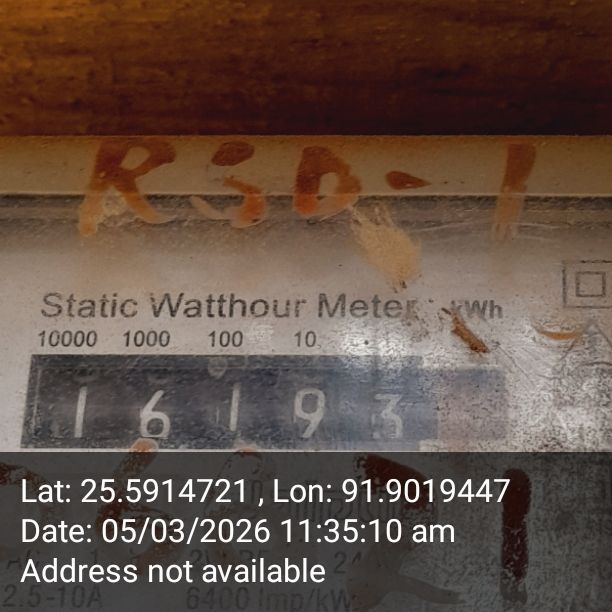 RSD-1
Static Watthour Meter kWh
10000 1000 100 10
16193
Lat: 25.5914721 , Lon: 91.9019447
Date: 05/03/2026 11:35:10 am
Address not available
2.5-10A 6400 Imp/kW